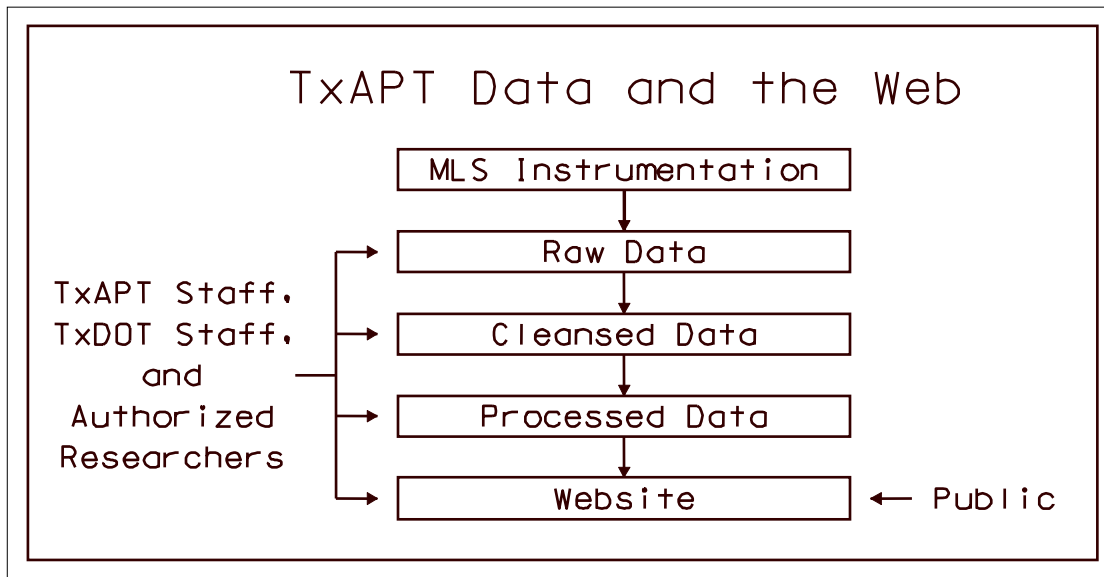 TxAPT Data and the Web
MLS Instrumentation
Raw Data
TxAPT Staff,
TxDOT Staff,
and
Authorized
Researchers
Cleansed Data
Processed Data
Website
Public